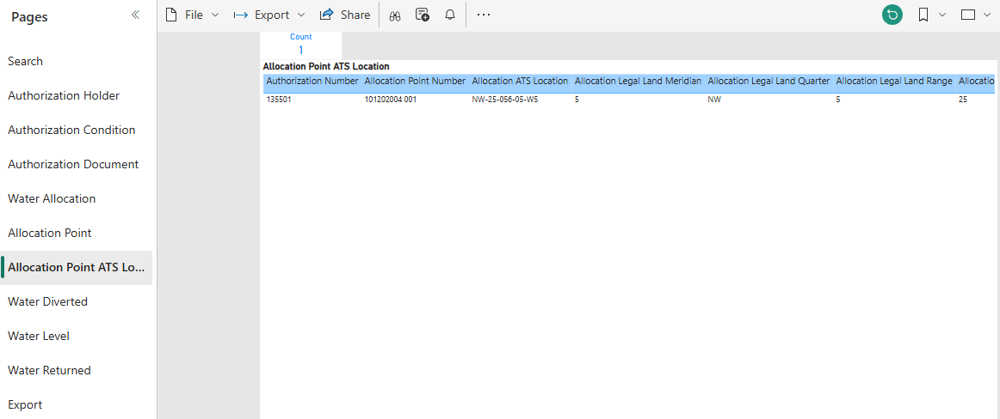 Pages
File
Export
Share
Search
Authorization Holder
Authorization Condition
Authorization Document
Water Allocation
Allocation Point
Allocation Point ATS Lo...
Water Diverted
Water Level
Water Returned
Export
Count
1
Allocation Point ATS Location
Authorization Number Allocation Point Number Allocation ATS Location Allocation Legal Land Meridian Allocation Legal Land Quarter Allocation Legal Land Range Allocatio
135501 101202004 001 NW-25-056-05-W5 5 NW 5 25